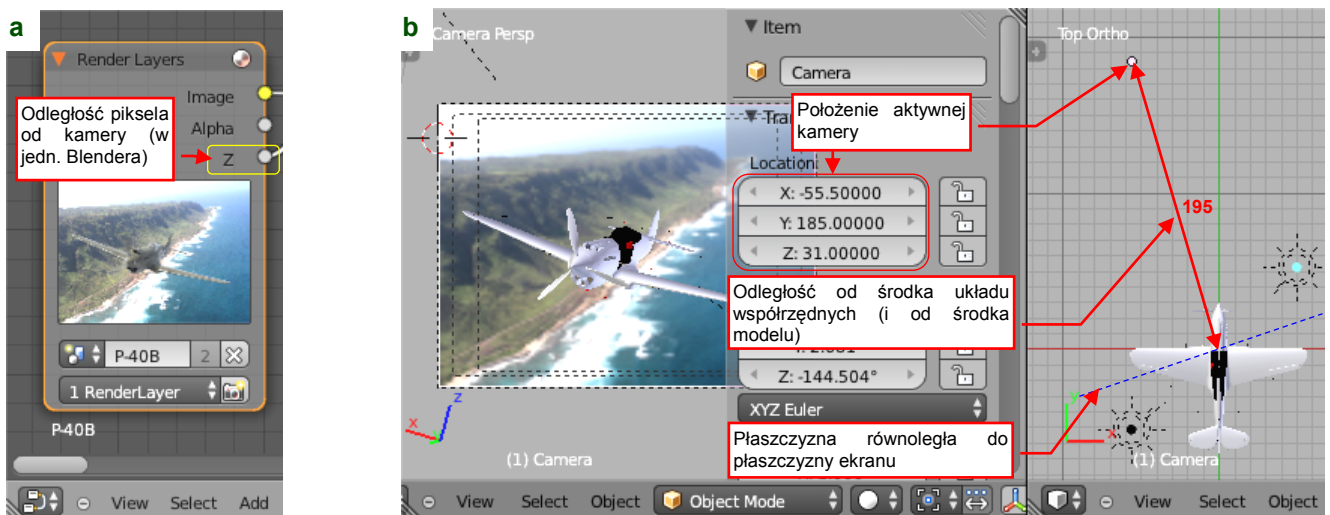 a
Render Layers
Image
Alpha
Z
Odległość piksela
od kamery (w
jedn. Blendera)
P-40B
2
1 RenderLayer
P-40B
View Select Add
b
Camera Persp
Item
Camera
Położenie aktywnej
kamery
Location:
X: -55.50000
Y: 185.00000
Z: 31.00000
Odległość od środka układu
współrzędnych (i od środka
modelu)
Z: -144.504°
XYZ Euler
Płaszczyzna równoległa do
płaszczyzny ekranu
z
x
(1) Camera
View Select Object Object Mode
Top Ortho
195
y
x
(1) Camera
View Select Object